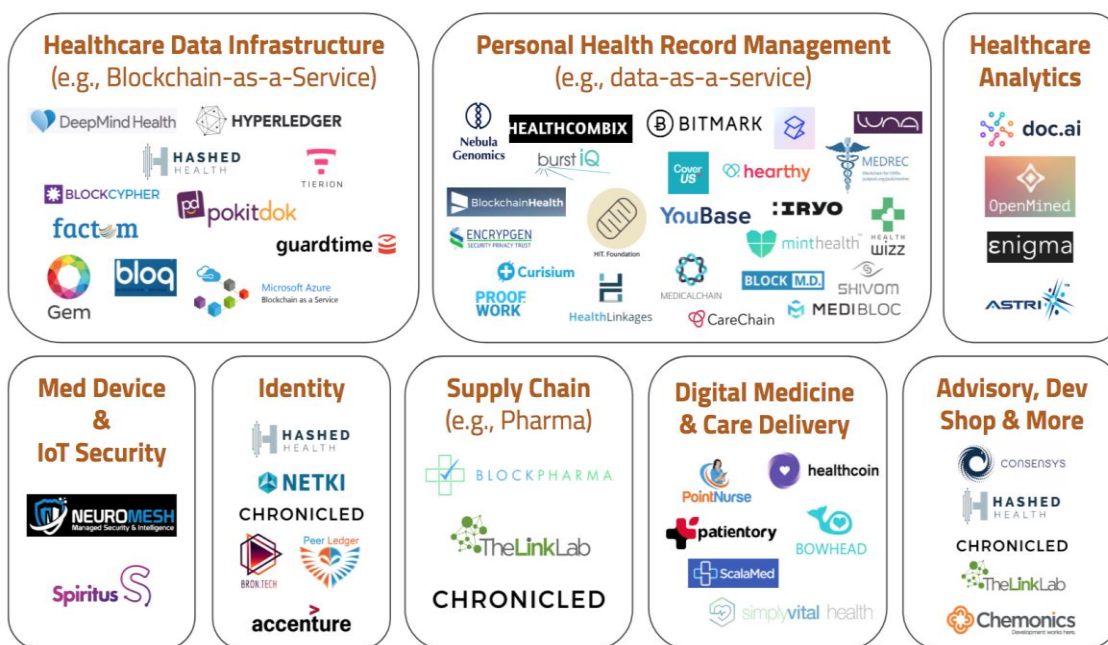 Healthcare Data Infrastructure
(e.g., Blockchain-as-a-Service)
DeepMind Health
HYPERLEDGER
HASHED
HEALTH
TIERION
BLOCKCYPHER
pd
pokitdok
factom
guardtime
Gem
bloq
Microsoft Azure
Blockchain as a Service
Personal Health Record Management
(e.g., data-as-a-service)
Nebula
Genomics
HEALTHCOMBIX
BITMARK
LUNA
burst iQ
Cover
US
hearthy
MEDREC
BlockchainHealth
HIT. Foundation
YouBase
:IRYO
HEALTH
WIZZ
ENCRYPGEN
SECURITY PRIVACY TRUST
minthealth
Curisium
MEDICALCHAIN
BLOCK M.D.
SHIVOM
PROOF
WORK
HealthLinkages
CareChain
MEDIBLOC
Healthcare
Analytics
doc.ai
OpenMined
enigma
ASTRI
Med Device
&
IoT Security
NEUROMESH
Managed Security & Intelligence
Spiritus
Identity
HASHED
HEALTH
NETKI
CHRONICLED
BRON.TECH
Peer Ledger
accenture
Supply Chain
(e.g., Pharma)
BLOCKPHARMA
TheLinkLab
CHRONICLED
Digital Medicine
& Care Delivery
PointNurse
healthcoin
patientory
BOWHEAD
ScalaMed
simplyvital health
Advisory, Dev
Shop & More
CONSENSYS
HASHED
HEALTH
CHRONICLED
TheLinkLab
Chemonics
Development works here.